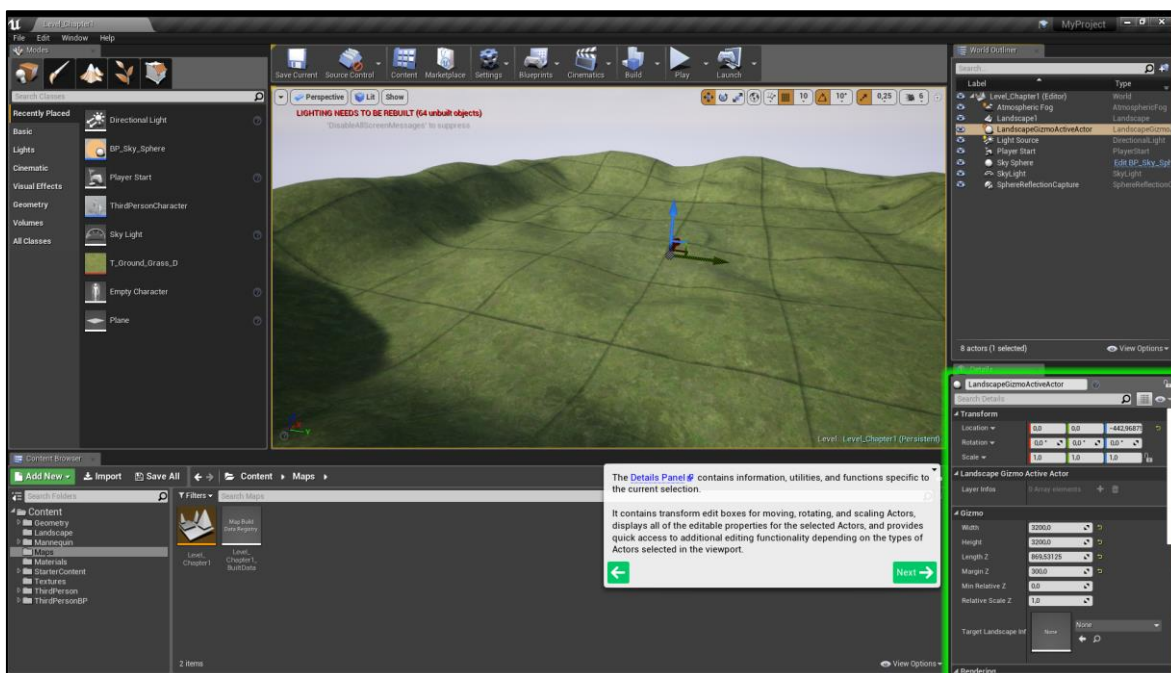 Level_Chapter1
MyProject
File Edit Window Help
Modes
Search Classes
Recently Placed
Basic
Lights
Cinematic
Visual Effects
Geometry
Volumes
All Classes
Directional Light
BP_Sky_Sphere
Player Start
ThirdPersonCharacter
Sky Light
T_Ground_Grass_D
Empty Character
Plane
Save Current Source Control Content Marketplace Settings Blueprints Cinematics Build Play Launch
Perspective Lit Show 10 10° 0,25 6
LIGHTING NEEDS TO BE REBUILT (64 unbuilt objects)
'DisableAllScreenMessages' to suppress
Level: Level_Chapter1 (Persistent)
World Outliner
Search...
Label Type
Level_Chapter1 (Editor) World
Atmospheric Fog AtmosphericFog
Landscape1 Landscape
LandscapeGizmoActiveActor LandscapeGizmo
Light Source DirectionalLight
Player Start PlayerStart
Sky Sphere Edit BP_Sky_Sph
SkyLight SkyLight
SphereReflectionCapture SphereReflectionC
8 actors (1 selected) View Options
Details
LandscapeGizmoActiveActor
Search Details
Transform
Location 0,0 0,0 -442,96875
Rotation 0,0 ° 0,0 ° 0,0 °
Scale 1,0 1,0 1,0
Landscape Gizmo Active Actor
Layer Infos 0 Array elements
Gizmo
Width 3200,0
Height 3200,0
Length Z 869,53125
Margin Z 300,0
Min Relative Z 0,0
Relative Scale Z 1,0
Target Landscape Inf None None
Rendering
Content Browser
Add New Import Save All Content Maps
Search Folders
Filters Search Maps
Content
Geometry
Landscape
Mannequin
Maps
Materials
StarterContent
Textures
ThirdPerson
ThirdPersonBP
Map Build
Data Registry
Level_
Chapter1
Level_
Chapter1_
BuiltData
2 items View Options
The Details Panel contains information, utilities, and functions specific to
the current selection.
It contains transform edit boxes for moving, rotating, and scaling Actors,
displays all of the editable properties for the selected Actors, and provides
quick access to additional editing functionality depending on the types of
Actors selected in the viewport.
Next